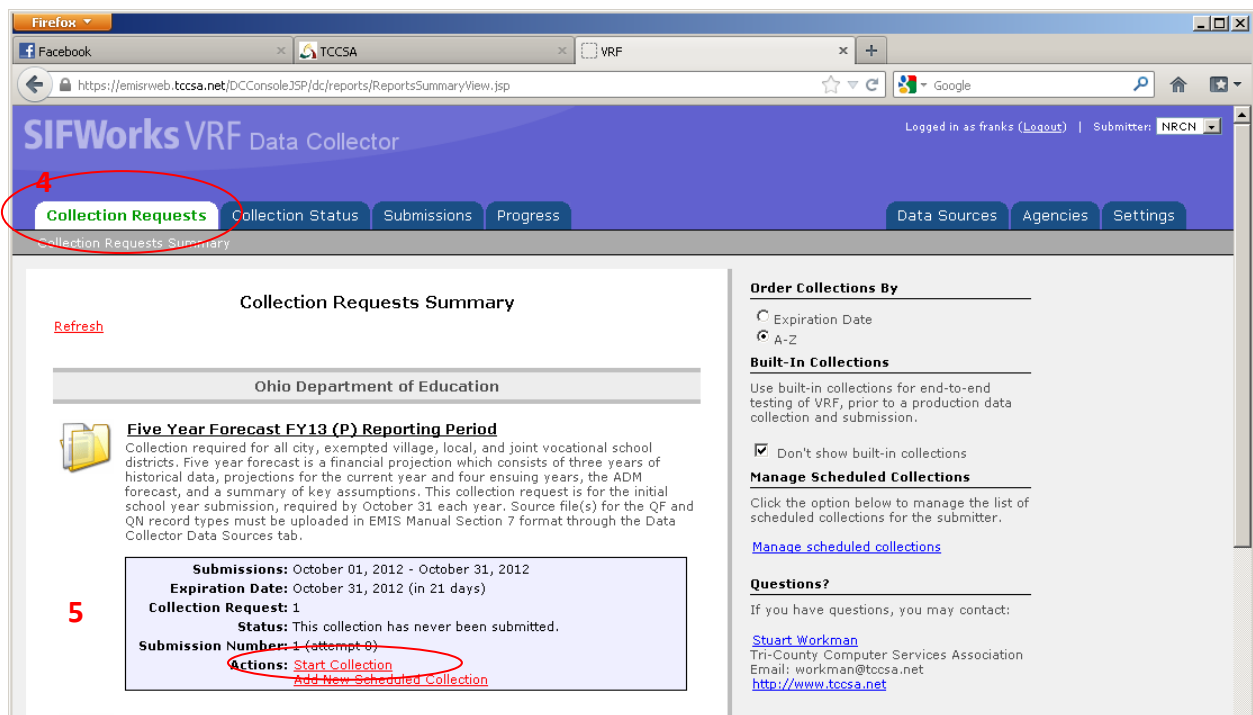 Firefox
Facebook
TCCSA
VRF
https://emisrweb.tccsa.net/DCConsoleJSP/dc/reports/ReportsSummaryView.jsp
Google
SIFWorks VRF Data Collector
Logged in as franks (Logout) | Submitter: NRCN
4
Collection Requests
Collection Status
Submissions
Progress
Data Sources
Agencies
Settings
Collection Requests Summary
Collection Requests Summary
Refresh
Ohio Department of Education
Five Year Forecast FY13 (P) Reporting Period
Collection required for all city, exempted village, local, and joint vocational school
districts. Five year forecast is a financial projection which consists of three years of
historical data, projections for the current year and four ensuing years, the ADM
forecast, and a summary of key assumptions. This collection request is for the initial
school year submission, required by October 31 each year. Source file(s) for the QF and
QN record types must be uploaded in EMIS Manual Section 7 format through the Data
Collector Data Sources tab.
5
Submissions: October 01, 2012 - October 31, 2012
Expiration Date: October 31, 2012 (in 21 days)
Collection Request: 1
Status: This collection has never been submitted.
Submission Number: 1 (attempt 0)
Actions: Start Collection
Add New Scheduled Collection
Order Collections By
Expiration Date
A-Z
Built-In Collections
Use built-in collections for end-to-end
testing of VRF, prior to a production data
collection and submission.
Don't show built-in collections
Manage Scheduled Collections
Click the option below to manage the list of
scheduled collections for the submitter.
Manage scheduled collections
Questions?
If you have questions, you may contact:
Stuart Workman
Tri-County Computer Services Association
Email: workman@tccsa.net
http://www.tccsa.net